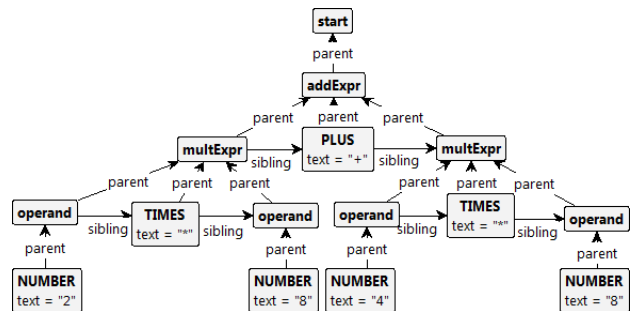 start
parent
addExpr
parent parent parent
multExpr sibling PLUS sibling multExpr
text = "+"
parent parent parent parent parent parent
operand sibling TIMES sibling operand operand sibling TIMES sibling operand
text = "*" text = "*"
parent parent parent parent
NUMBER NUMBER NUMBER NUMBER
text = "2" text = "8" text = "4" text = "8"